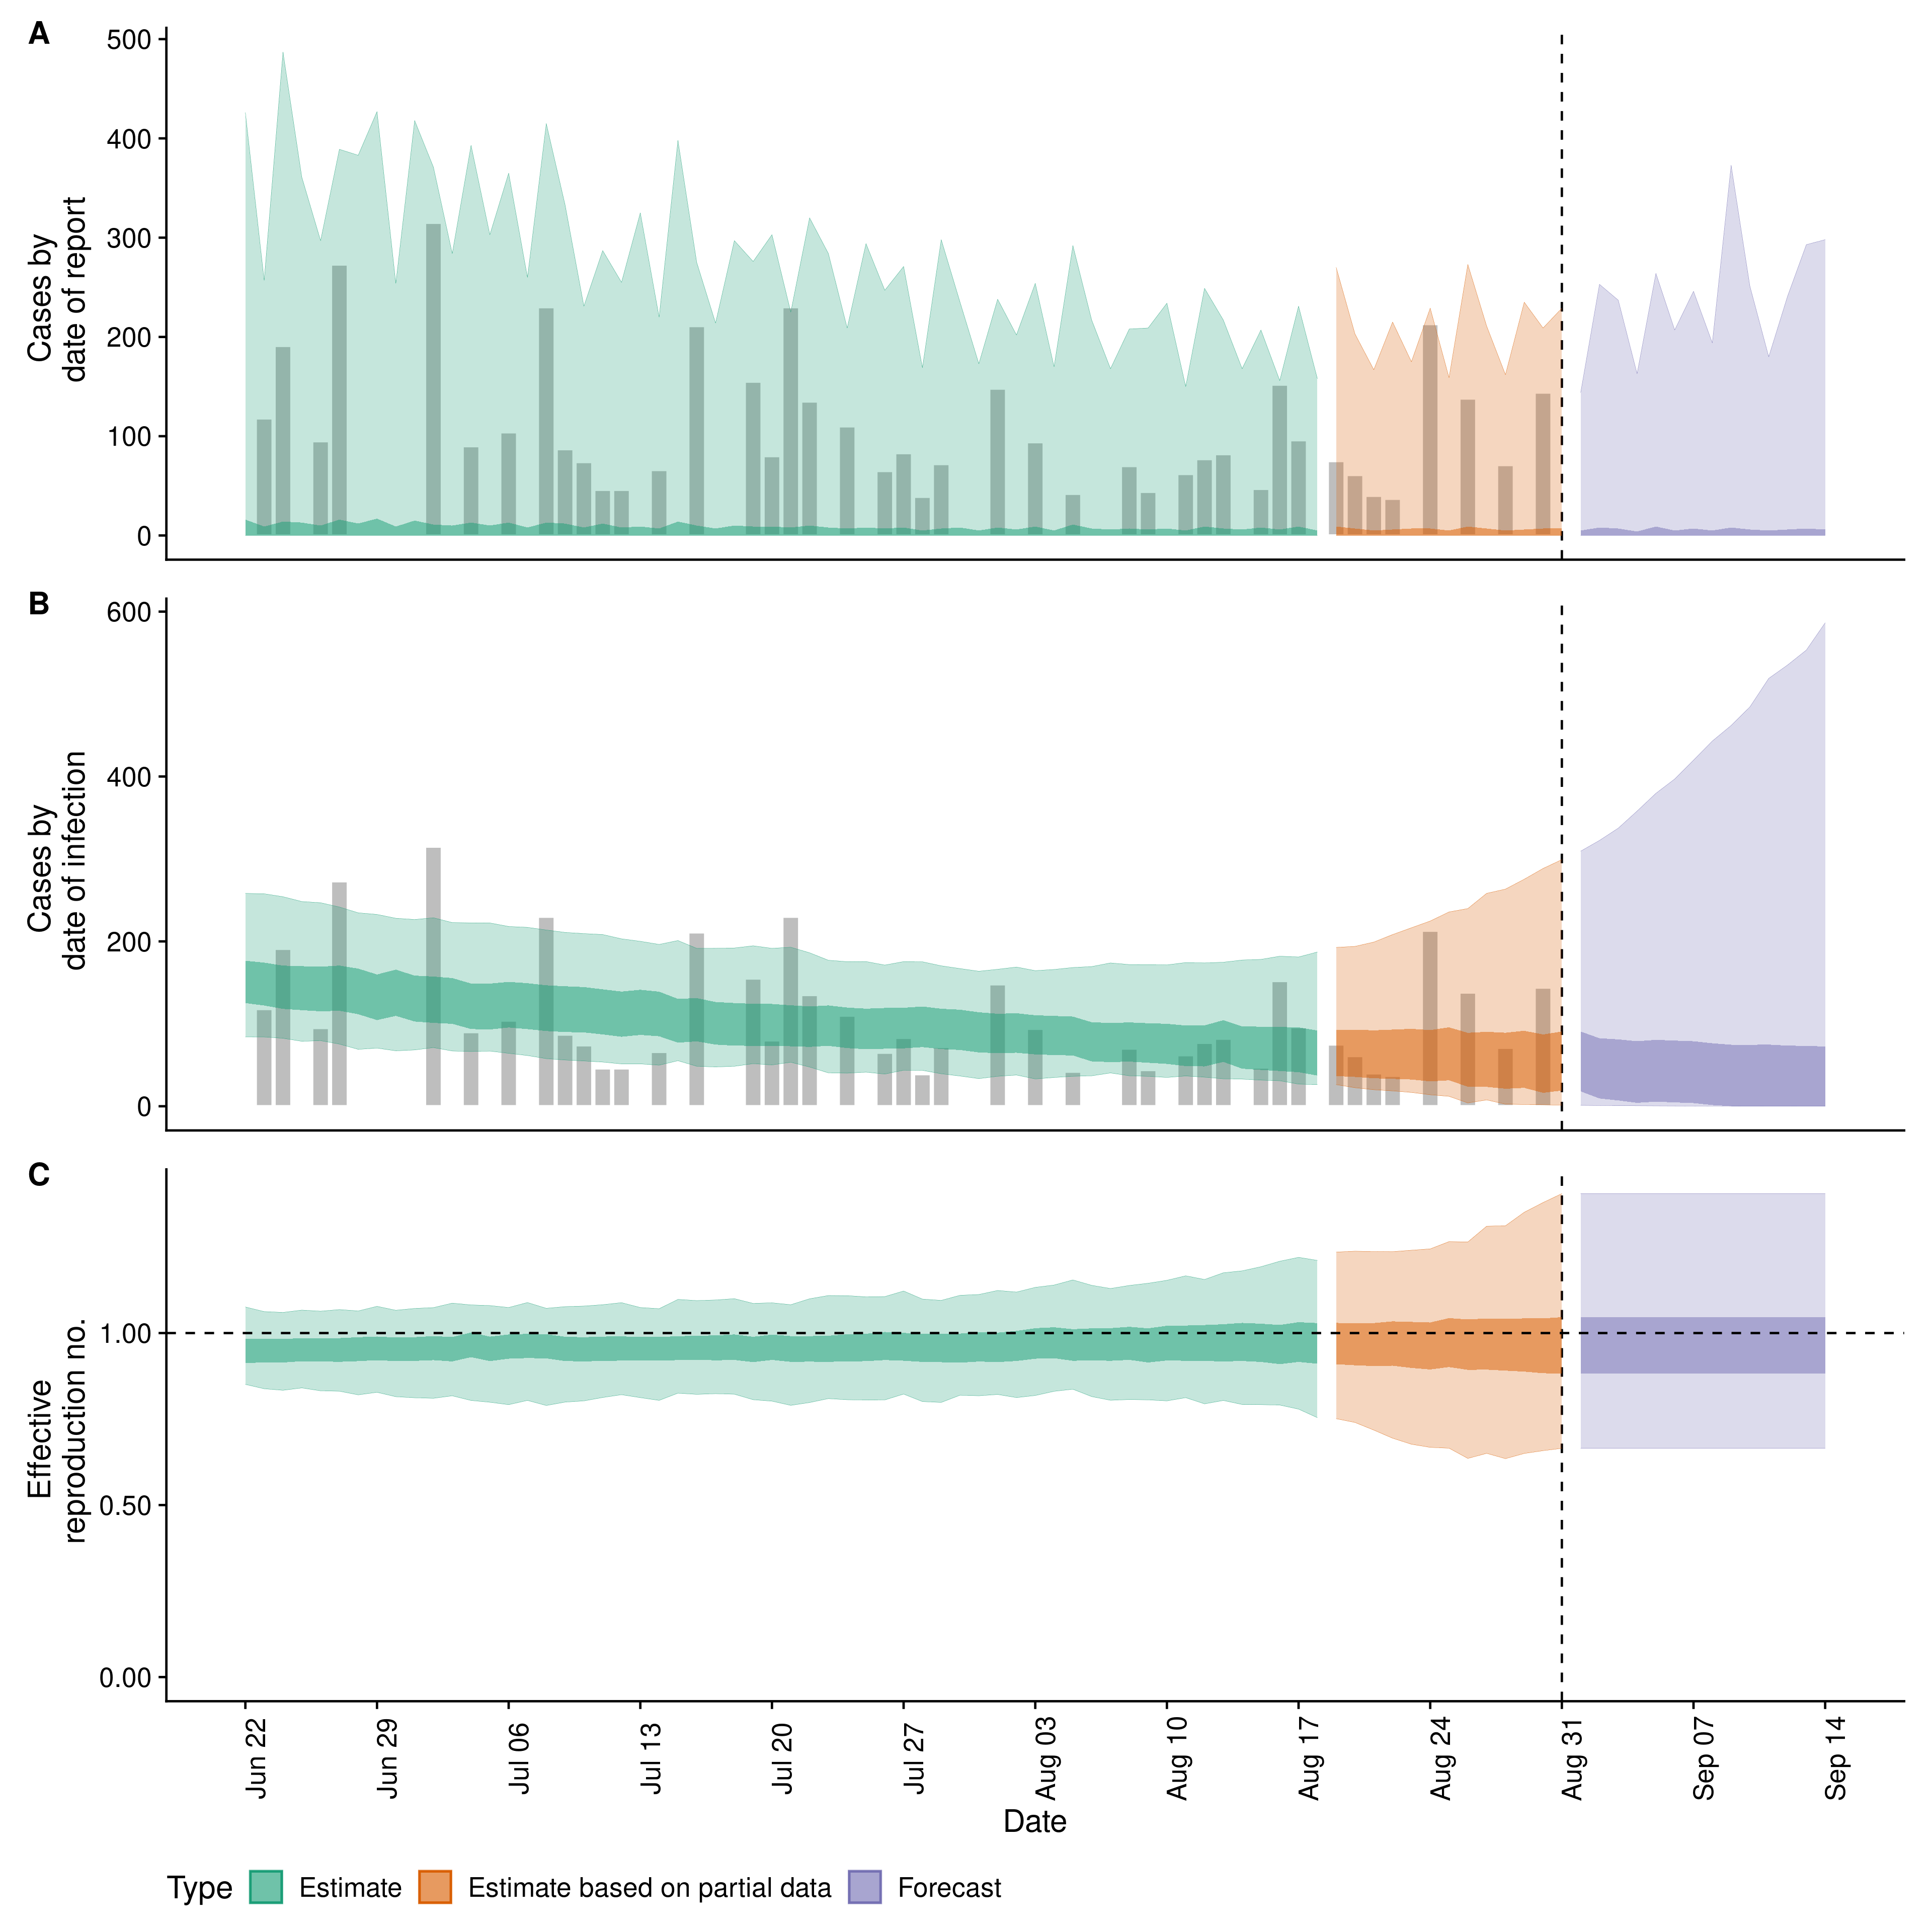 A
500
400
300
200
100
0
Cases by
date of report
B
600
400
200
0
Cases by
date of infection
C
1.00
0.50
0.00
Effective
reproduction no.
Jun 22
Jun 29
Jul 06
Jul 13
Jul 20
Jul 27
Aug 03
Aug 10
Aug 17
Aug 24
Aug 31
Sep 07
Sep 14
Date
Type Estimate Estimate based on partial data Forecast